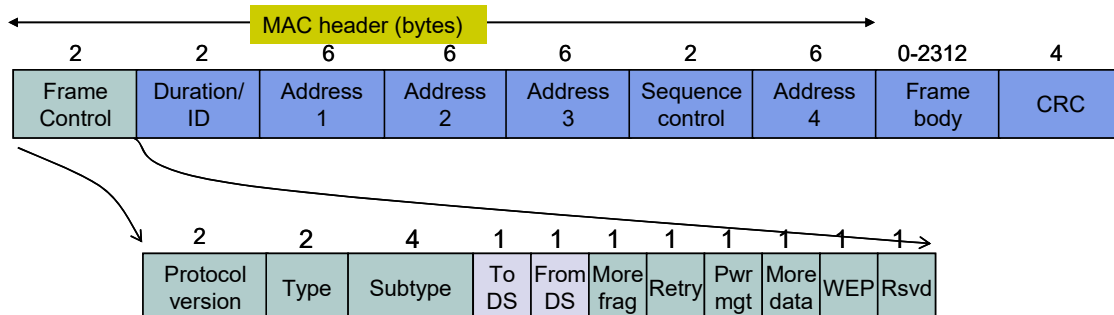 MAC header (bytes)
2 2 6 6 6 2 6 0-2312 4
Frame Duration/ Address Address Address Sequence Address Frame CRC
Control ID 1 2 3 control 4 body
2 2 4 1 1 1 1 1 1 1 1
Protocol Type Subtype To From More Retry Pwr More WEP Rsvd
version DS DS frag mgt data